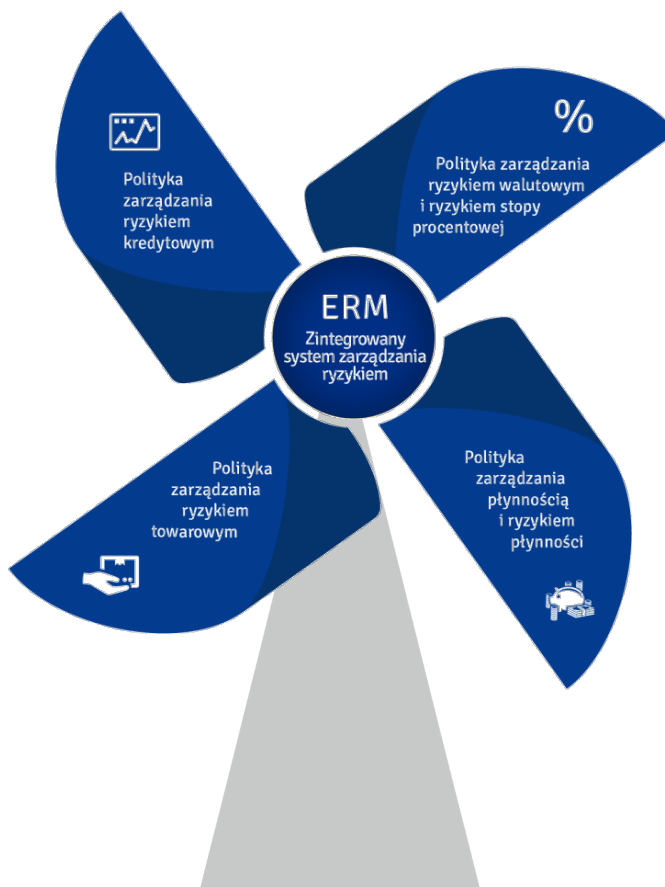 Polityka
zarządzania
ryzykiem
kredytowym
%
Polityka zarządzania
ryzykiem walutowym
i ryzykiem stopy
procentowej
ERM
Zintegrowany
system zarządzania
ryzykiem
Polityka
zarządzania
ryzykiem
towarowym
Polityka
zarządzania
płynnością
i ryzykiem
płynności